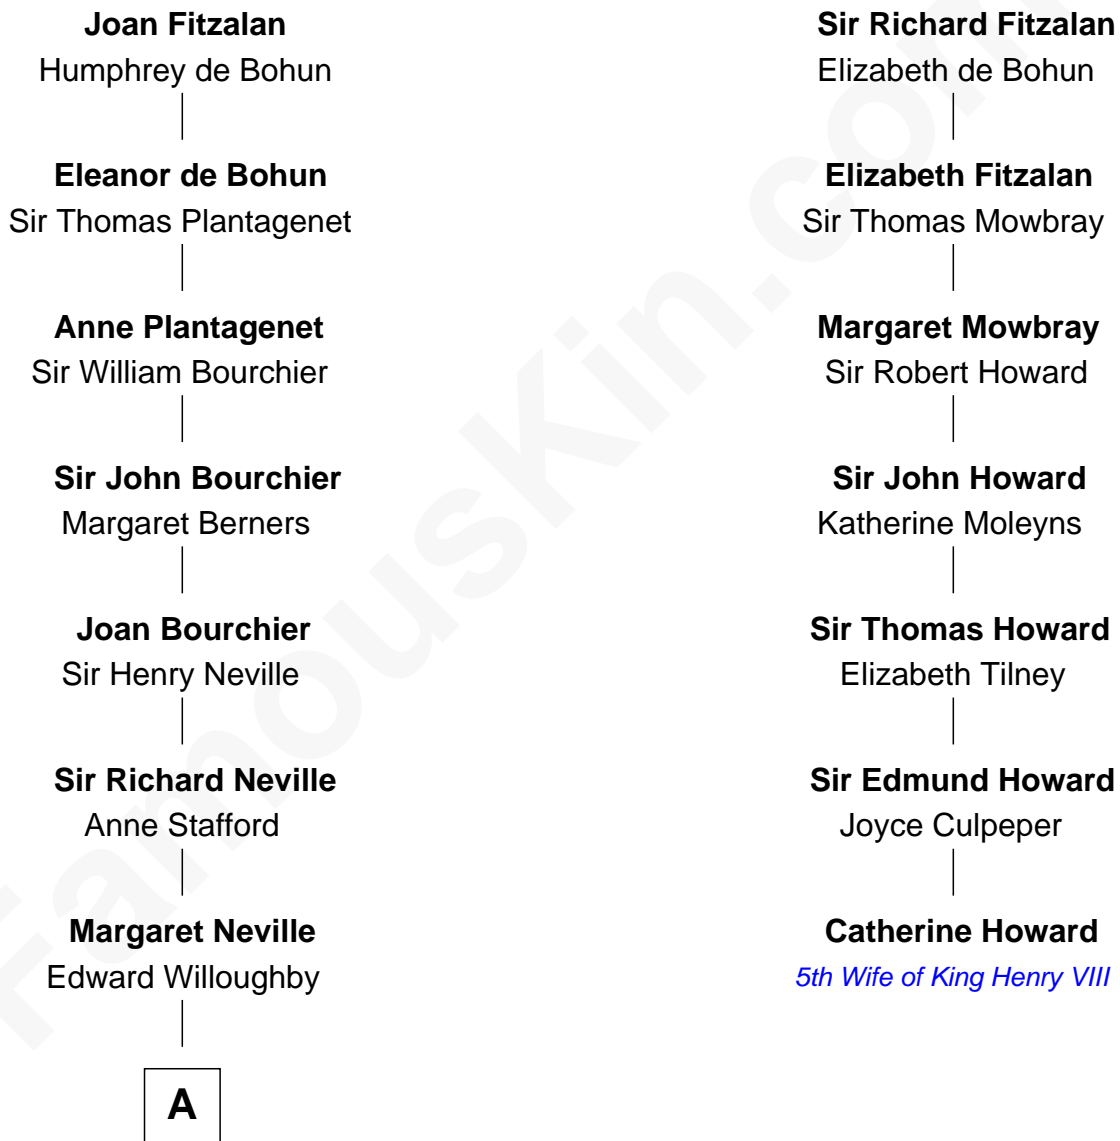 Joan Fitzalan
Humphrey de Bohun
Eleanor de Bohun
Sir Thomas Plantagenet
Anne Plantagenet
Sir William Bourchier
Sir John Bourchier
Margaret Berners
Joan Bourchier
Sir Henry Neville
Sir Richard Neville
Anne Stafford
Margaret Neville
Edward Willoughby
A
Sir Richard Fitzalan
Elizabeth de Bohun
Elizabeth Fitzalan
Sir Thomas Mowbray
Margaret Mowbray
Sir Robert Howard
Sir John Howard
Katherine Moleyns
Sir Thomas Howard
Elizabeth Tilney
Sir Edmund Howard
Joyce Culpeper
Catherine Howard
5th Wife of King Henry VIII
FamousKin.com